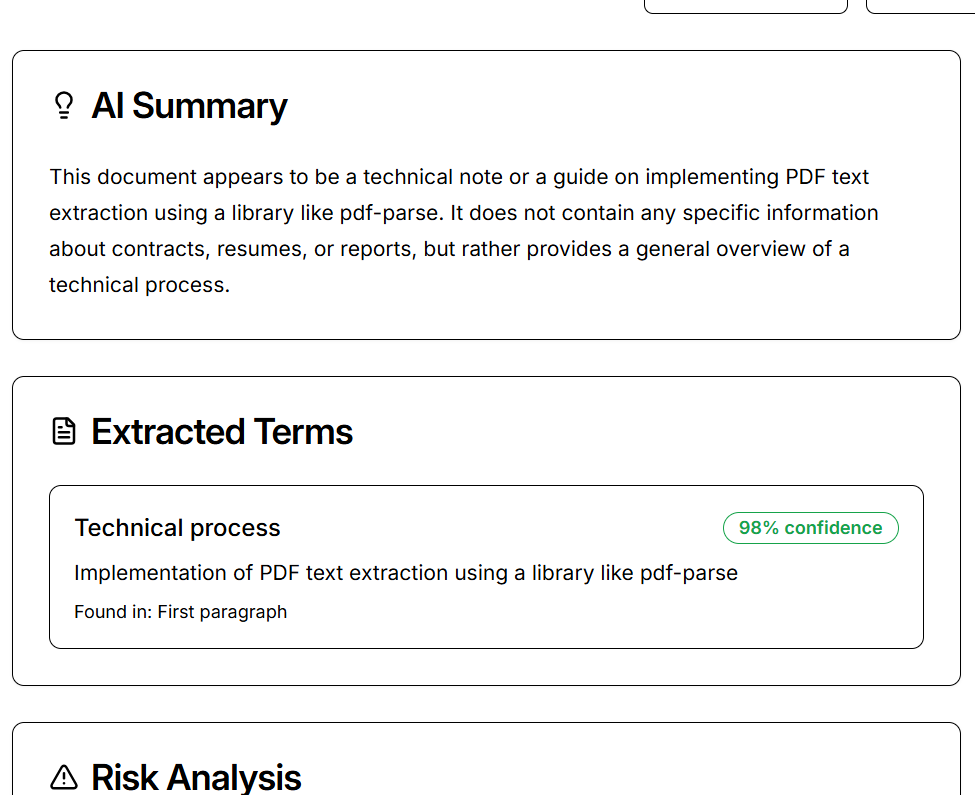 AI Summary
This document appears to be a technical note or a guide on implementing PDF text
extraction using a library like pdf-parse. It does not contain any specific information
about contracts, resumes, or reports, but rather provides a general overview of a
technical process.
Extracted Terms
Technical process
98% confidence
Implementation of PDF text extraction using a library like pdf-parse
Found in: First paragraph
Risk Analysis